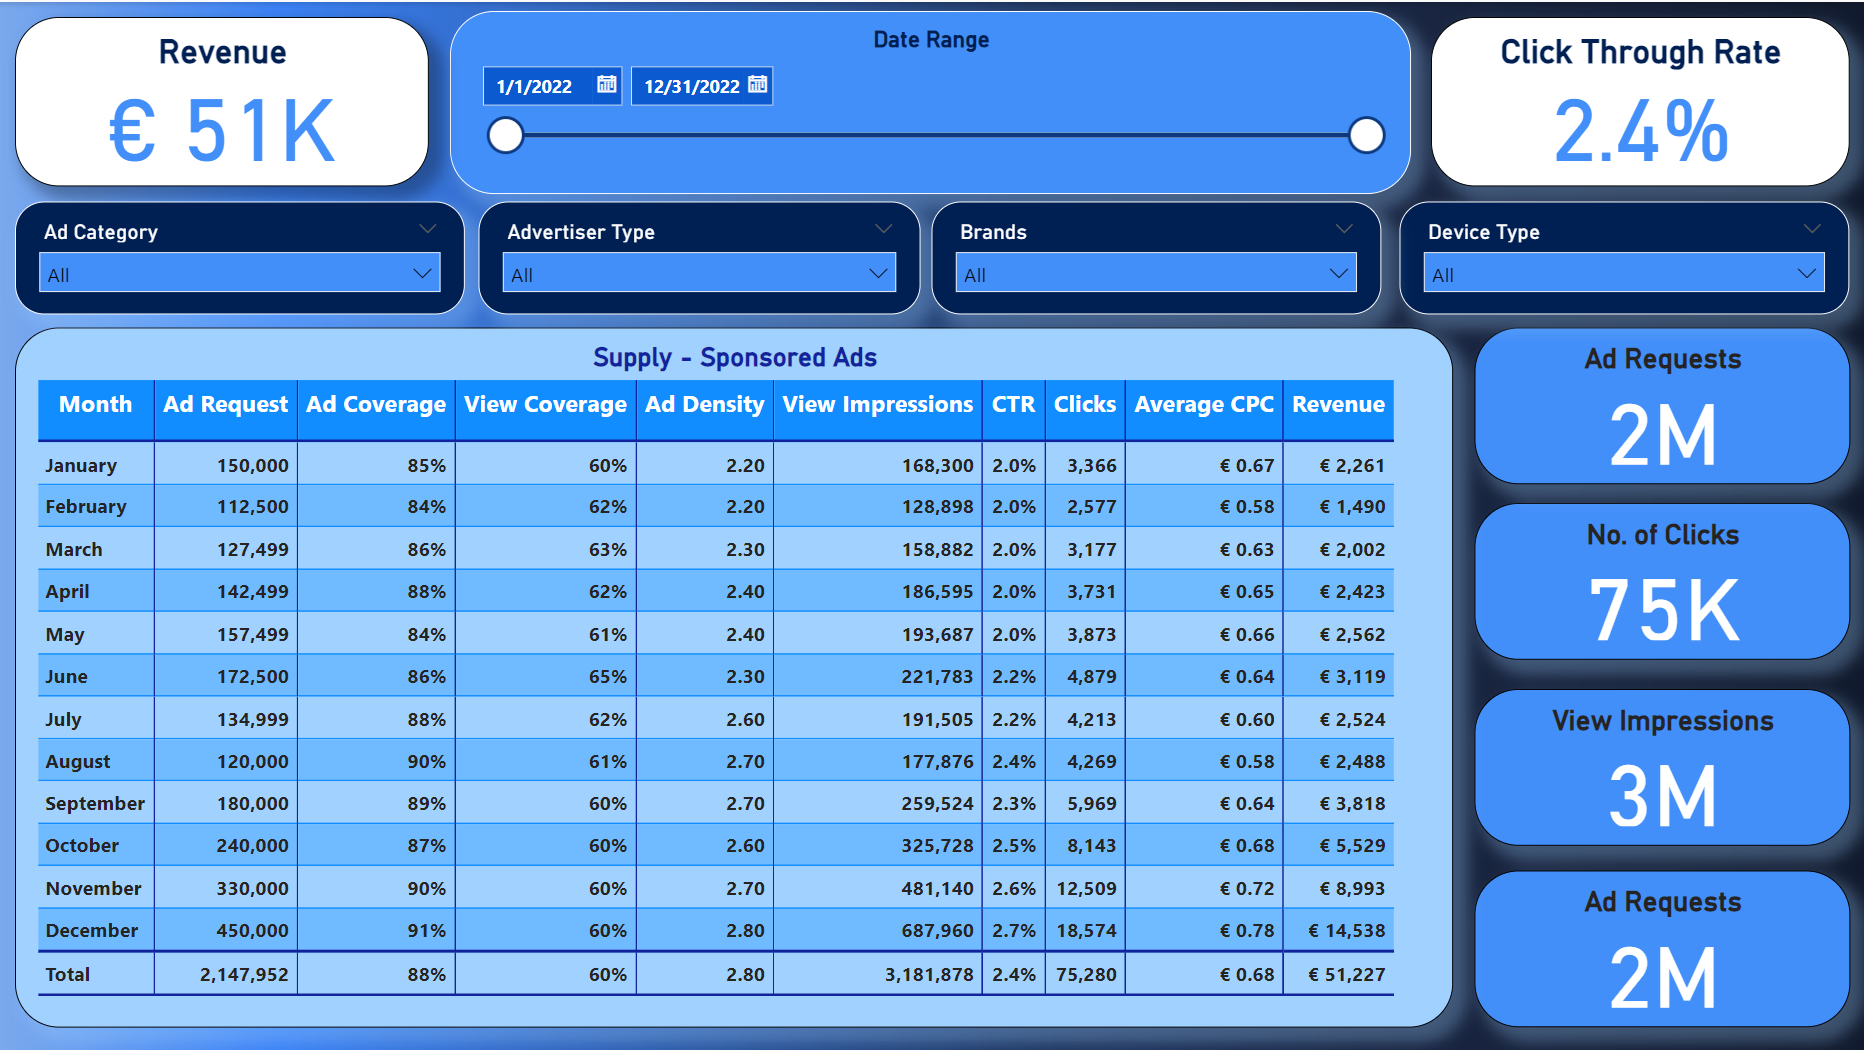 Revenue
€ 51K
Date Range
1/1/2022 12/31/2022
Click Through Rate
2.4%
Ad Category
All
Advertiser Type
All
Brands
All
Device Type
All
Supply - Sponsored Ads
Month Ad Request Ad Coverage View Coverage Ad Density View Impressions CTR Clicks Average CPC Revenue
January 150,000 85% 60% 2.20 168,300 2.0% 3,366 € 0.67 € 2,261
February 112,500 84% 62% 2.20 128,898 2.0% 2,577 € 0.58 € 1,490
March 127,499 86% 63% 2.30 158,882 2.0% 3,177 € 0.63 € 2,002
April 142,499 88% 62% 2.40 186,595 2.0% 3,731 € 0.65 € 2,423
May 157,499 84% 61% 2.40 193,687 2.0% 3,873 € 0.66 € 2,562
June 172,500 86% 65% 2.30 221,783 2.2% 4,879 € 0.64 € 3,119
July 134,999 88% 62% 2.60 191,505 2.2% 4,213 € 0.60 € 2,524
August 120,000 90% 61% 2.70 177,876 2.4% 4,269 € 0.58 € 2,488
September 180,000 89% 60% 2.70 259,524 2.3% 5,969 € 0.64 € 3,818
October 240,000 87% 60% 2.60 325,728 2.5% 8,143 € 0.68 € 5,529
November 330,000 90% 60% 2.70 481,140 2.6% 12,509 € 0.72 € 8,993
December 450,000 91% 60% 2.80 687,960 2.7% 18,574 € 0.78 € 14,538
Total 2,147,952 88% 60% 2.80 3,181,878 2.4% 75,280 € 0.68 € 51,227
Ad Requests
2M
No. of Clicks
75K
View Impressions
3M
Ad Requests
2M